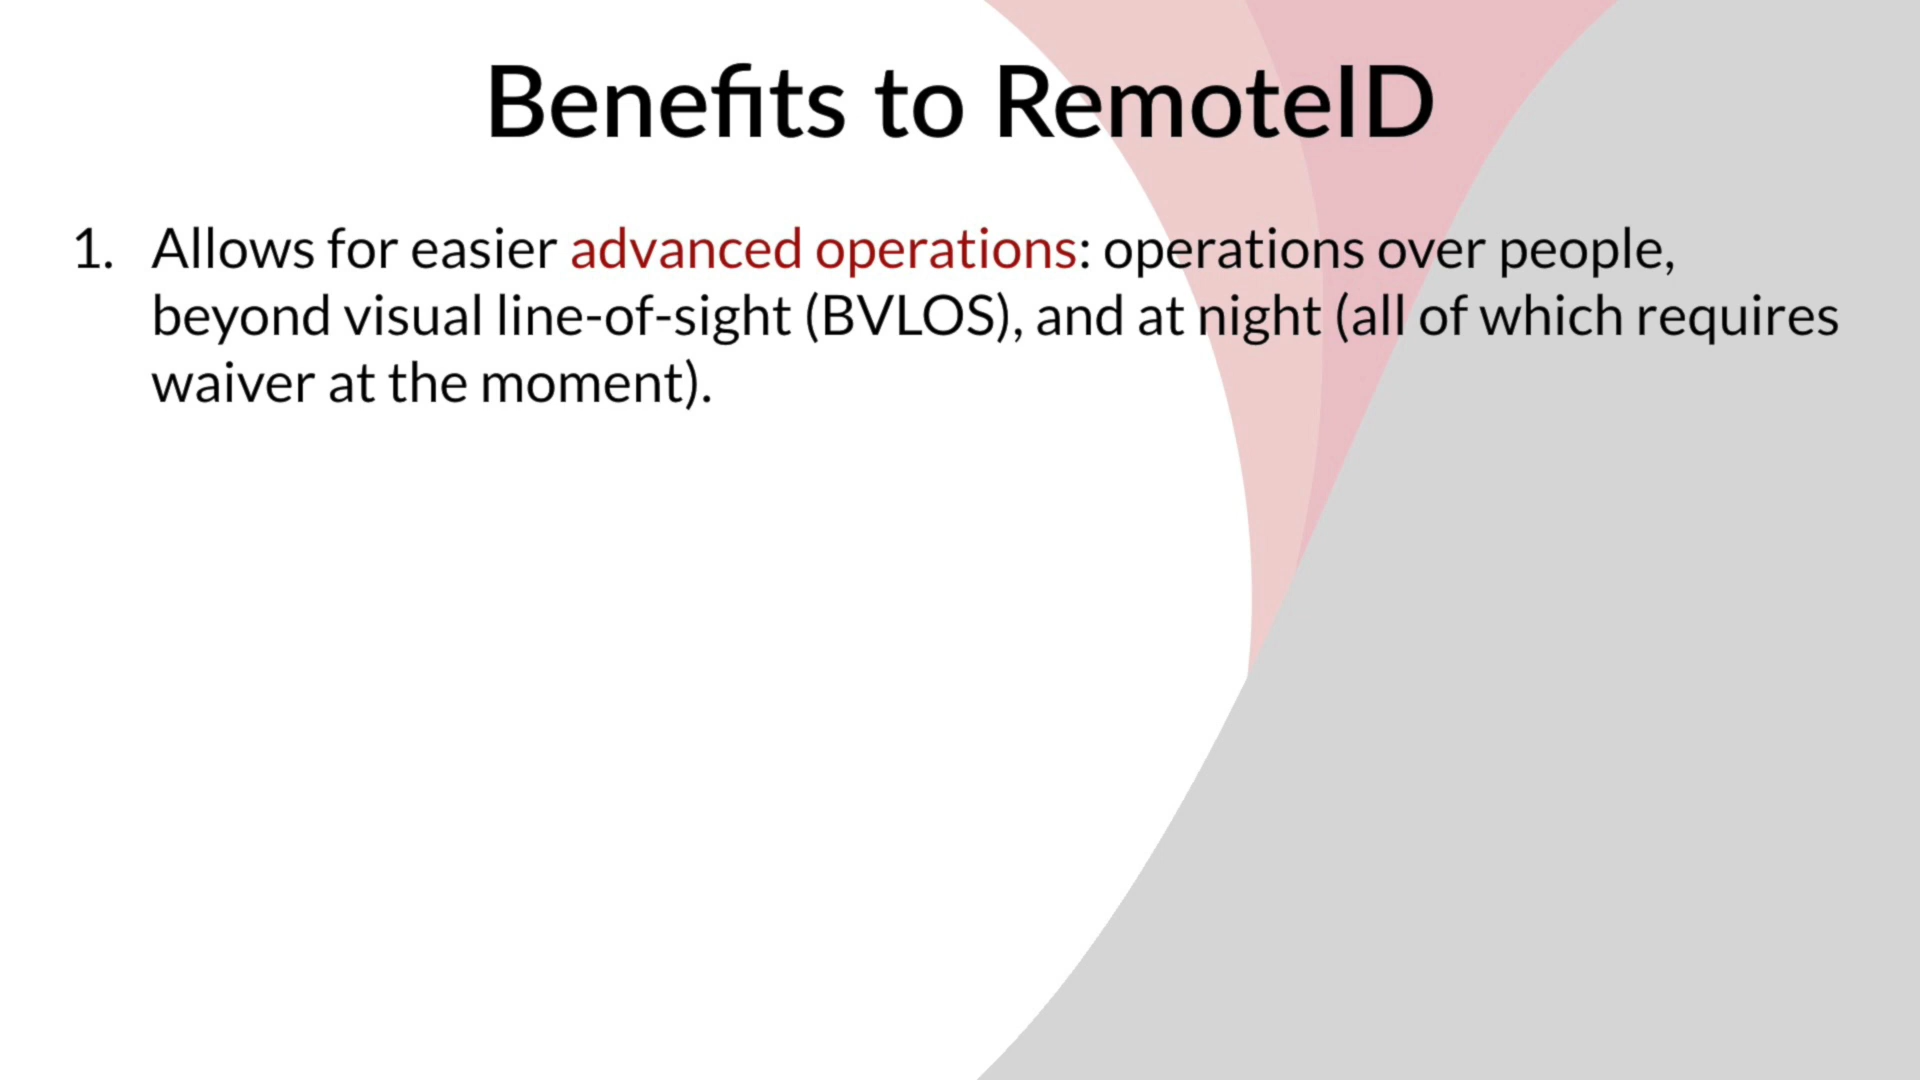 Benefits to RemoteID
1. Allows for easier advanced operations: operations over people,
beyond visual line-of-sight (BVLOS), and at night (all of which requires
waiver at the moment).